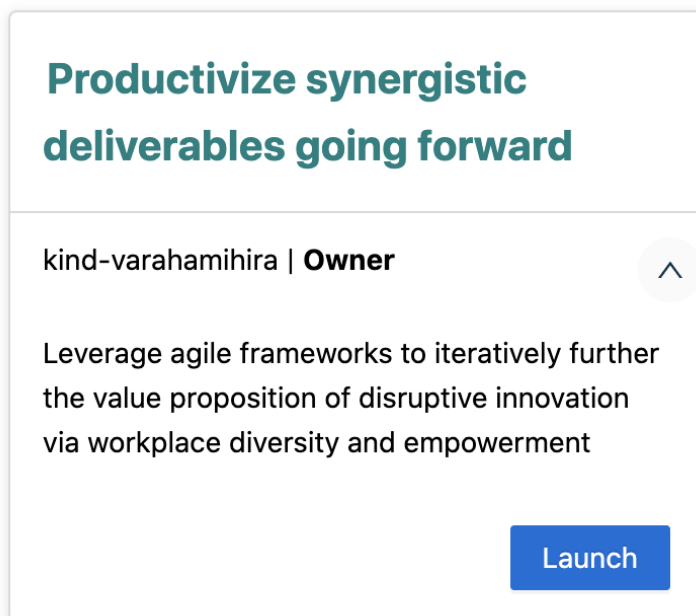 Productivize synergistic
deliverables going forward
kind-varahamihira | Owner
Leverage agile frameworks to iteratively further
the value proposition of disruptive innovation
via workplace diversity and empowerment
Launch